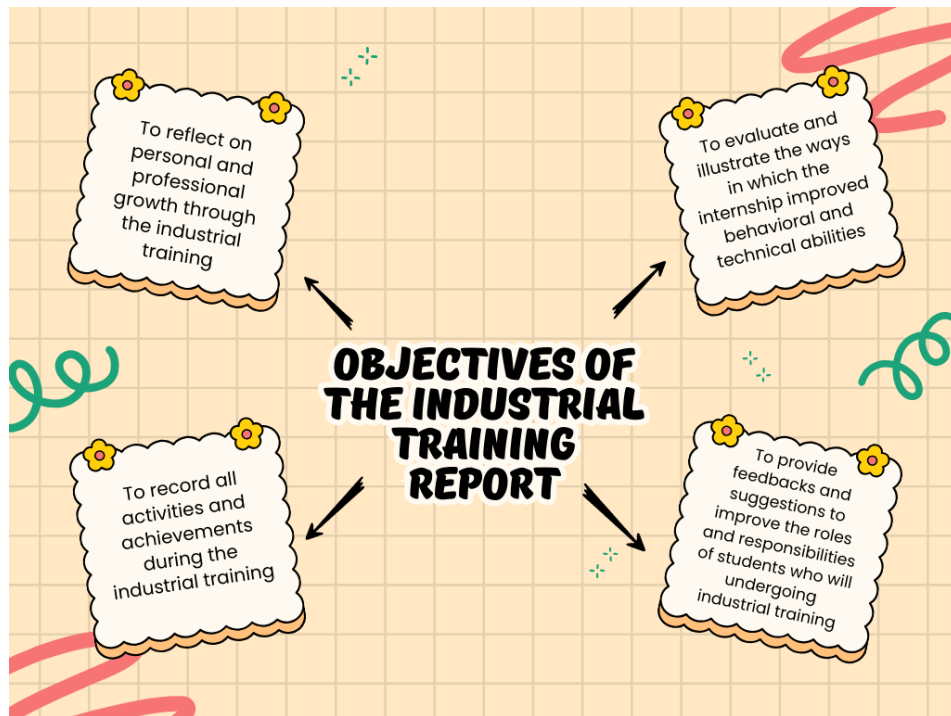 To reflect on
personal and
professional
growth through
the industrial
training
To evaluate and
illustrate the ways
in which the
internship improved
behavioral and
technical abilities
OBJECTIVES OF
THE INDUSTRIAL
TRAINING
REPORT
To record all
activities and
achievements
during the
industrial training
To provide
feedbacks and
suggestions to
improve the roles
and responsibilities
of students who will
undergoing
industrial training